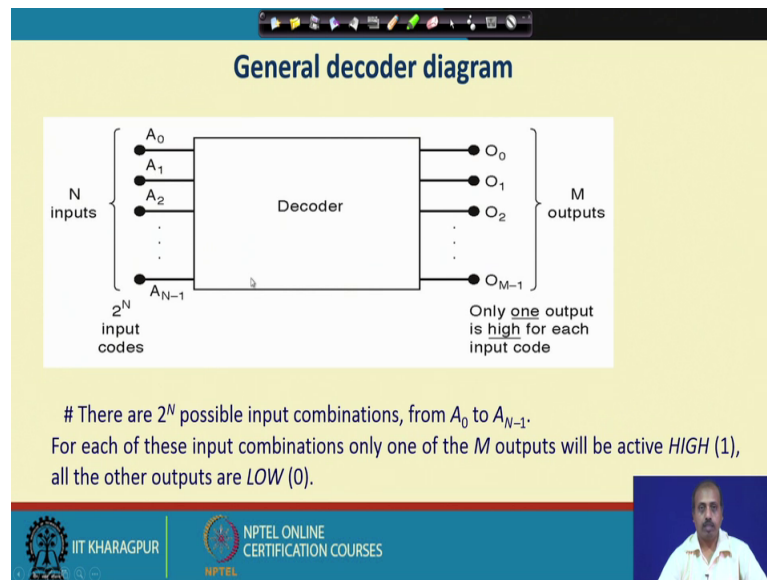 General decoder diagram
N
inputs
A₀
A₁
A₂
A_{N–1}
2ᴺ
input
codes
Decoder
O₀
O₁
O₂
O_{M–1}
M
outputs
Only one output
is high for each
input code
# There are 2ᴺ possible input combinations, from A₀ to A_{N–1}.
For each of these input combinations only one of the M outputs will be active HIGH (1),
all the other outputs are LOW (0).
IIT KHARAGPUR
NPTEL
NPTEL ONLINE
CERTIFICATION COURSES